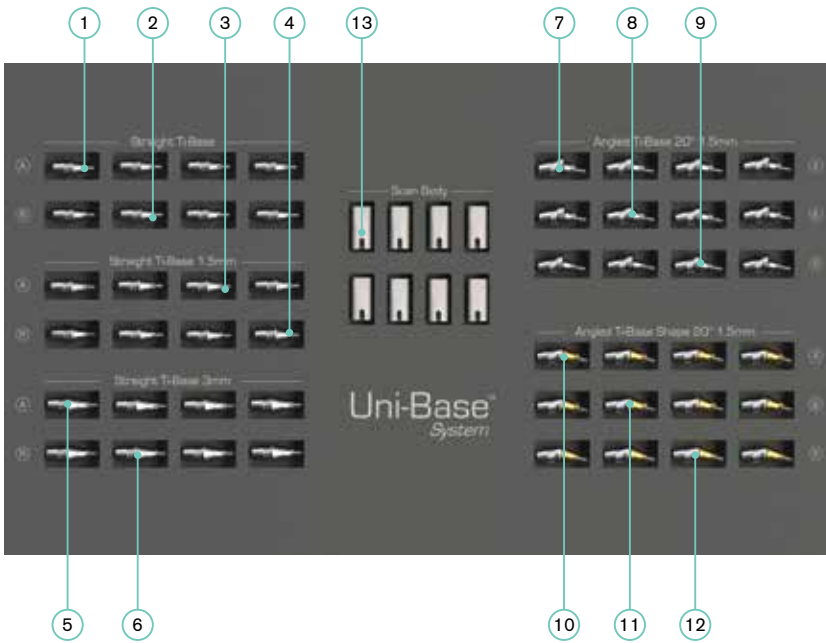 1 2 3 4 13 7 8 9
Straight Ti-Base
Angled Ti-Base 20° 1.5mm
Scan Body
Straight Ti-Base 1.5mm
Angled Ti-Base Shape 20° 1.5mm
Straight Ti-Base 3mm
Uni-Base™
System
5 6 10 11 12